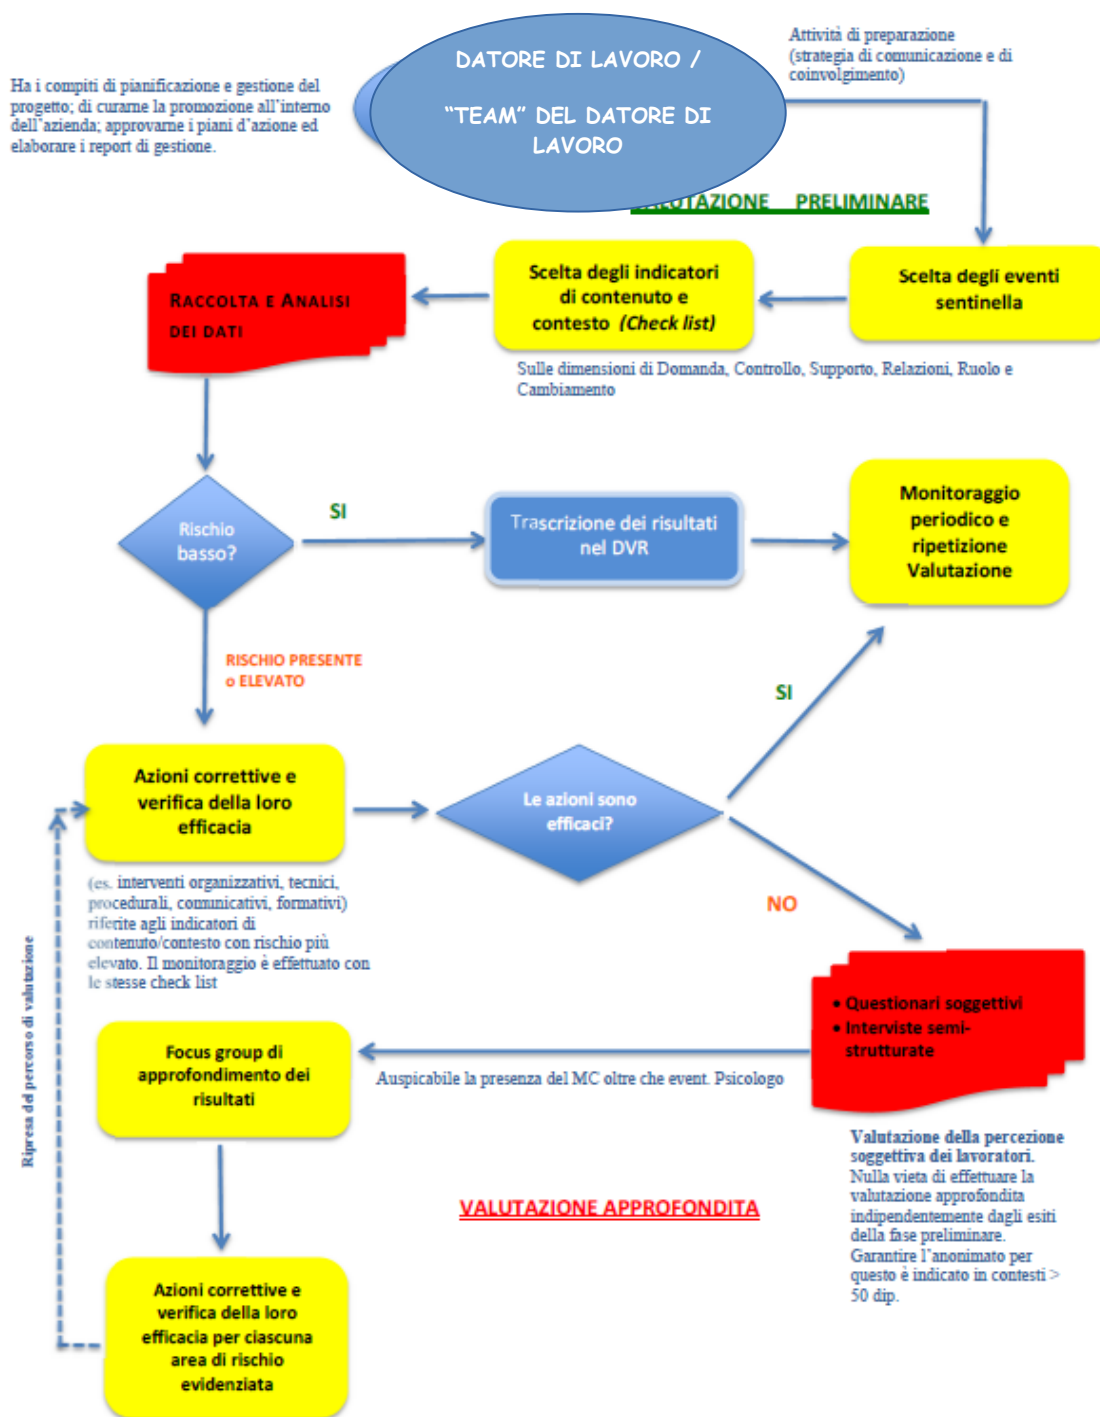 DATORE DI LAVORO /
“TEAM” DEL DATORE DI
LAVORO
Attività di preparazione
(strategia di comunicazione e di
coinvolgimento)
Ha i compiti di pianificazione e gestione del
progetto; di curarne la promozione all’interno
dell’azienda; approvarne i piani d’azione ed
elaborare i report di gestione.
VALUTAZIONE PRELIMINARE
Scelta degli eventi
sentinella
Scelta degli indicatori
di contenuto e
contesto (Check list)
RACCOLTA E ANALISI
DEI DATI
Sulle dimensioni di Domanda, Controllo, Supporto, Relazioni, Ruolo e
Cambiamento
Rischio
basso?
SI
Trascrizione dei risultati
nel DVR
Monitoraggio
periodico e
ripetizione
Valutazione
RISCHIO PRESENTE
o ELEVATO
SI
Azioni correttive e
verifica della loro
efficacia
Le azioni sono
efficaci?
(es. interventi organizzativi, tecnici,
procedurali, comunicativi, formativi)
riferite agli indicatori di
contenuto/contesto con rischio più
elevato. Il monitoraggio è effettuato con
le stesse check list
NO
• Questionari soggettivi
• Interviste semi-
strutturate
Focus group di
approfondimento dei
risultati
Auspicabile la presenza del MC oltre che event. Psicologo
Ripresa del percorso di valutazione
Valutazione della percezione
soggettiva dei lavoratori.
Nulla vieta di effettuare la
valutazione approfondita
indipendentemente dagli esiti
della fase preliminare.
Garantire l’anonimato per
questo è indicato in contesti >
50 dip.
VALUTAZIONE APPROFONDITA
Azioni correttive e
verifica della loro
efficacia per ciascuna
area di rischio
evidenziata